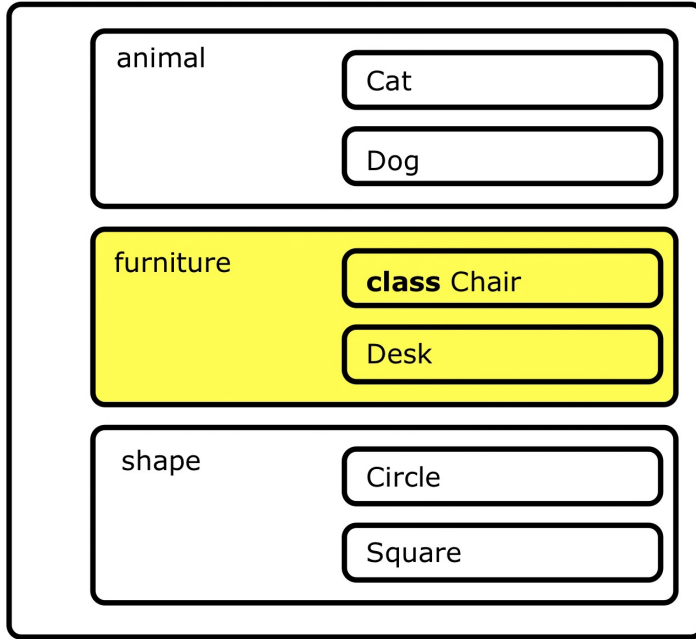 animal
Cat
Dog
furniture
class Chair
Desk
shape
Circle
Square